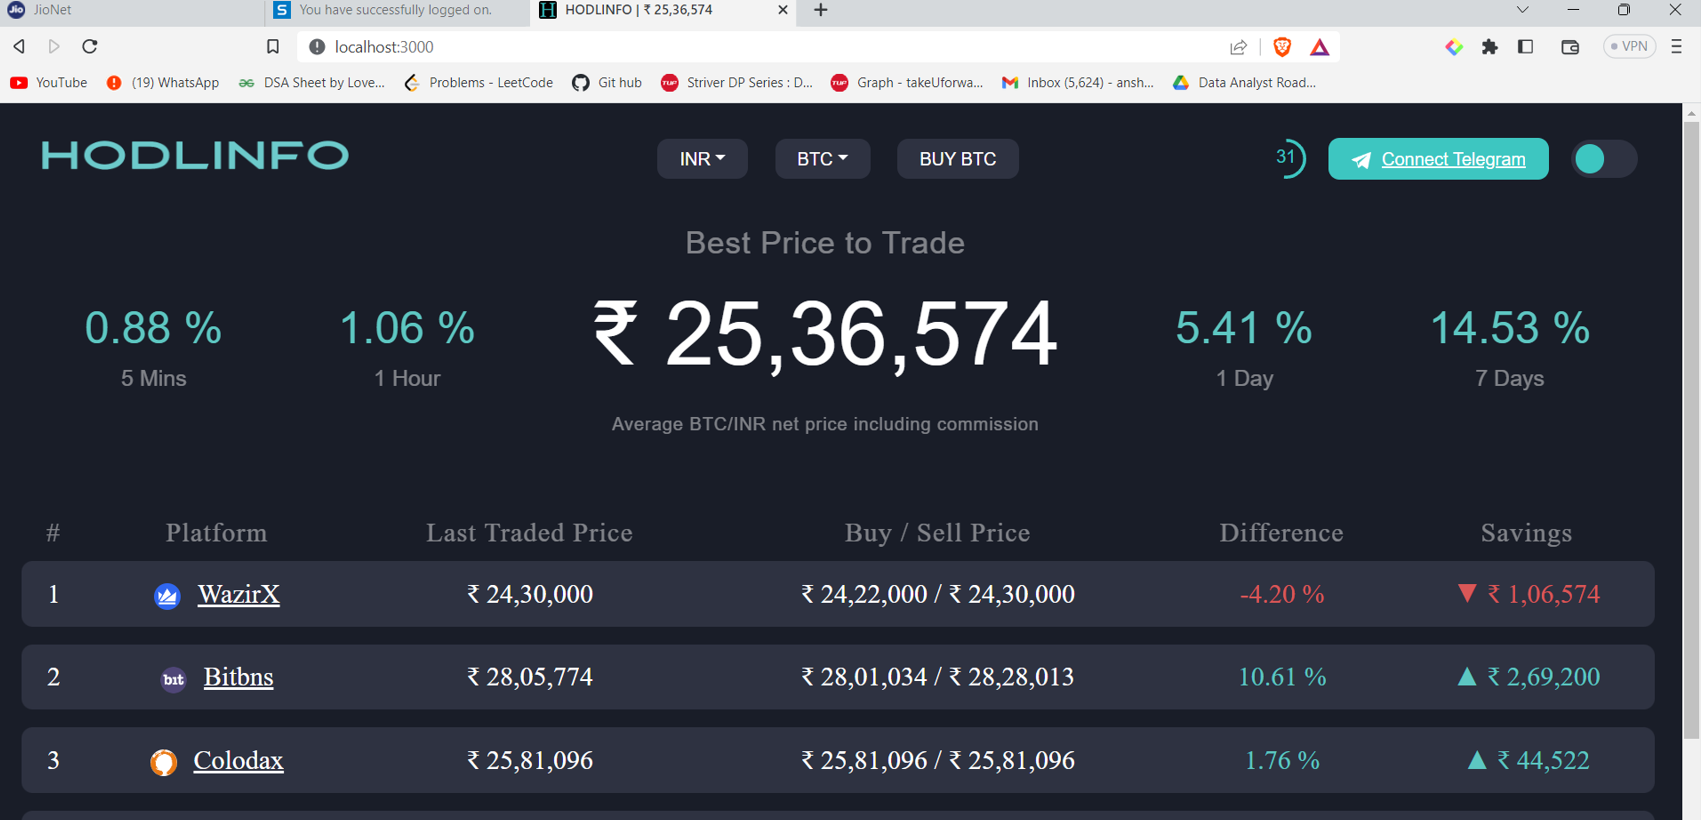 JioNet
S You have successfully logged on.
H HODLINFO | ₹ 25,36,574
localhost:3000
VPN
YouTube (19) WhatsApp DSA Sheet by Love... Problems - LeetCode Git hub Striver DP Series : D... Graph - takeUforwa... Inbox (5,624) - ansh... Data Analyst Road...
HODLINFO INR BTC BUY BTC 31 Connect Telegram
Best Price to Trade
0.88 % 1.06 % ₹ 25,36,574 5.41 % 14.53 %
5 Mins 1 Hour 1 Day 7 Days
Average BTC/INR net price including commission
# Platform Last Traded Price Buy / Sell Price Difference Savings
1 WazirX ₹ 24,30,000 ₹ 24,22,000 / ₹ 24,30,000 -4.20 % ▼ ₹ 1,06,574
2 bit Bitbns ₹ 28,05,774 ₹ 28,01,034 / ₹ 28,28,013 10.61 % ▲ ₹ 2,69,200
3 Colodax ₹ 25,81,096 ₹ 25,81,096 / ₹ 25,81,096 1.76 % ▲ ₹ 44,522